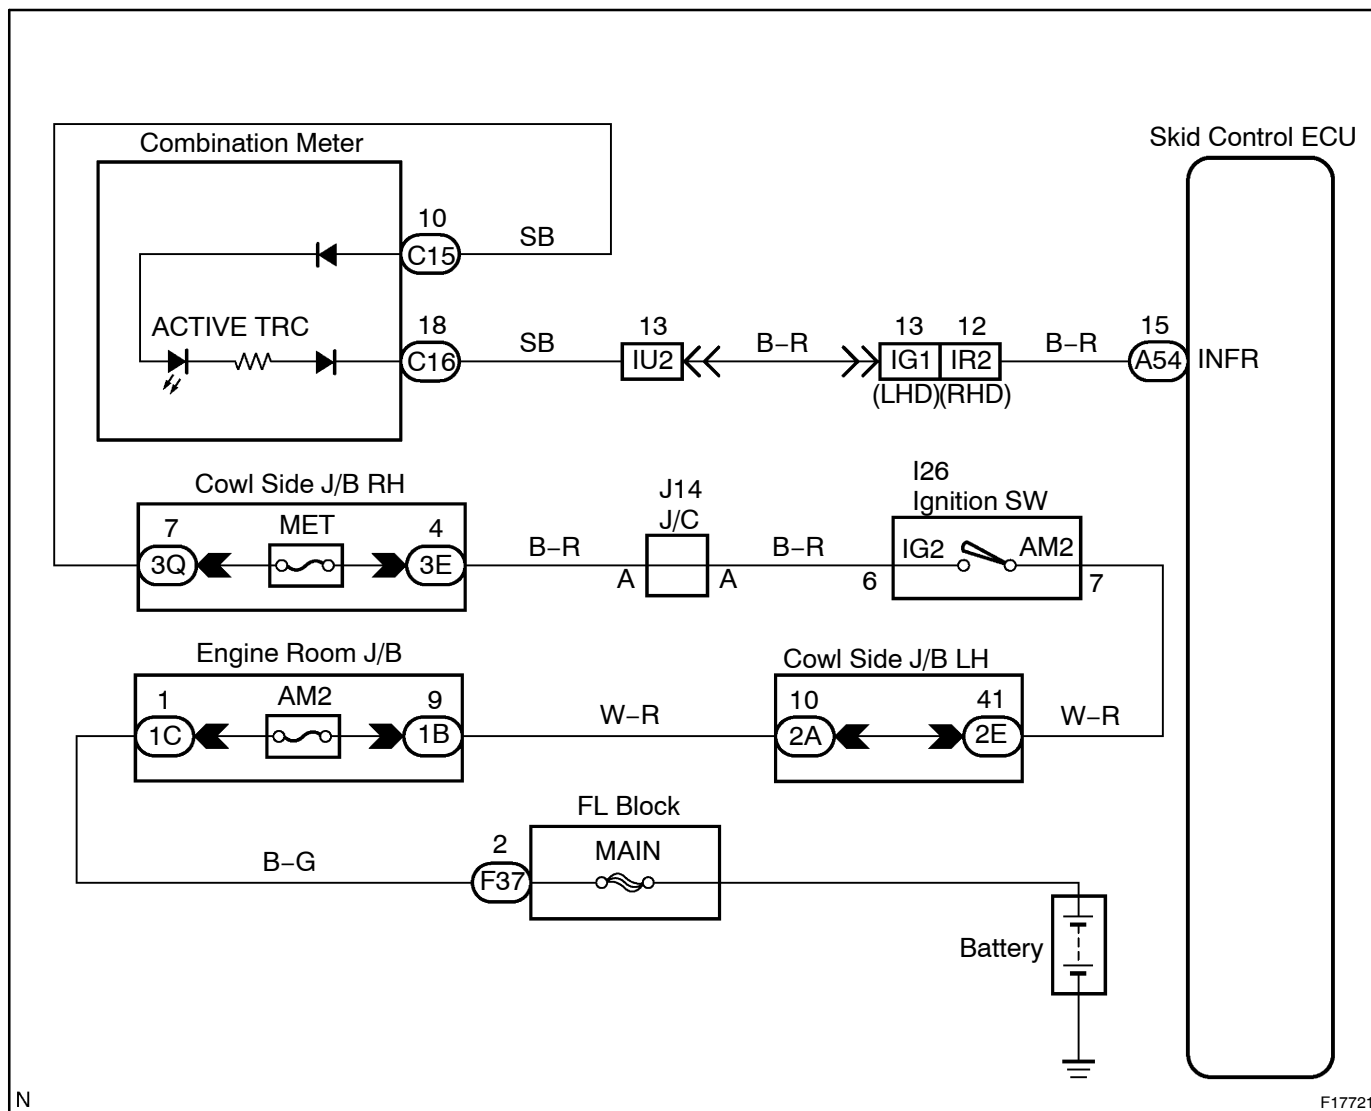 Combination Meter
Skid Control ECU
10
C15
SB
ACTIVE TRC
18
C16
SB
13
IU2
B–R
13
IG1
(LHD)
12
IR2
(RHD)
B–R
15
A54
INFR
Cowl Side J/B RH
7
3Q
MET
4
3E
B–R
J14
J/C
A
A
B–R
I26
Ignition SW
IG2
AM2
6
7
Engine Room J/B
1
1C
AM2
9
1B
W–R
Cowl Side J/B LH
10
2A
41
2E
W–R
FL Block
2
F37
MAIN
B–G
Battery
N
F17721